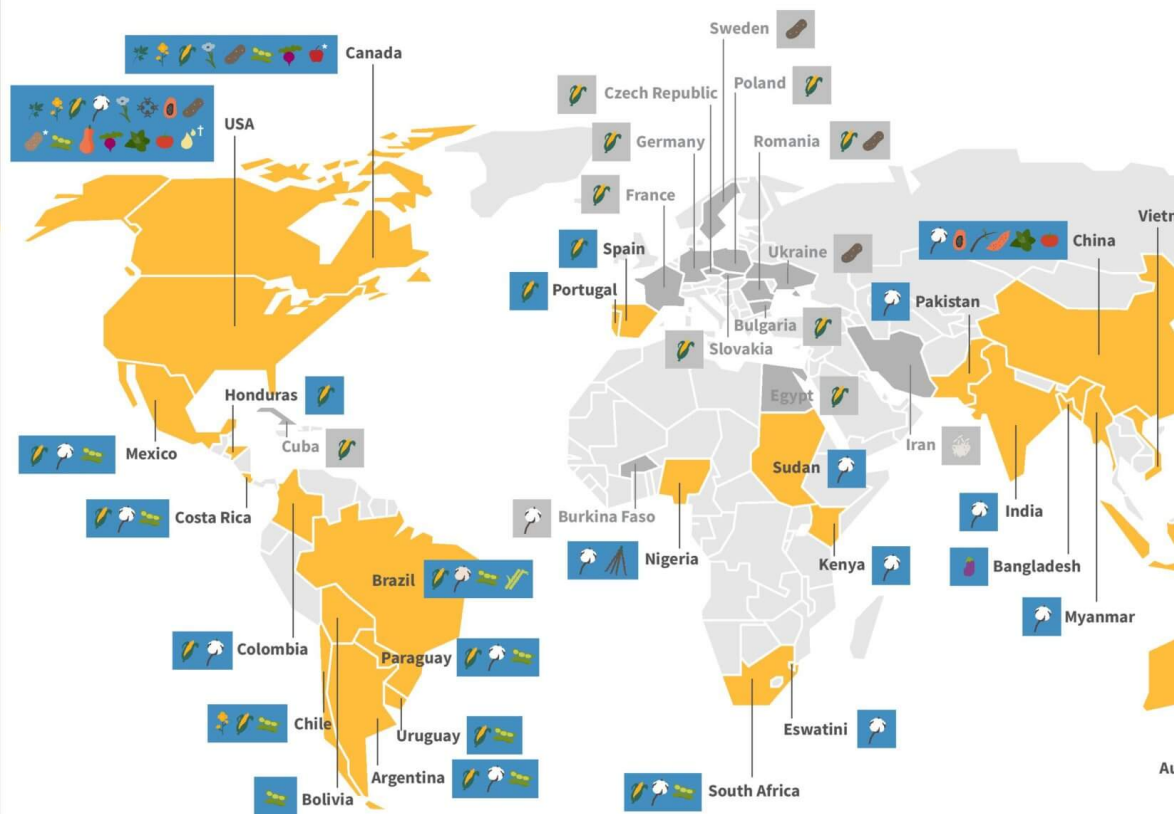 Sweden
Canada
Poland
Czech Republic
USA
†
Germany
Romania
France
Vietr
Spain
Ukraine
China
Portugal
Pakistan
Bulgaria
Slovakia
Honduras
Egypt
Cuba
Iran
Mexico
Sudan
Costa Rica
Burkina Faso
India
Nigeria
Kenya
Bangladesh
Brazil
Myanmar
Colombia
Paraguay
Chile
Uruguay
Eswatini
Au
Argentina
South Africa
Bolivia